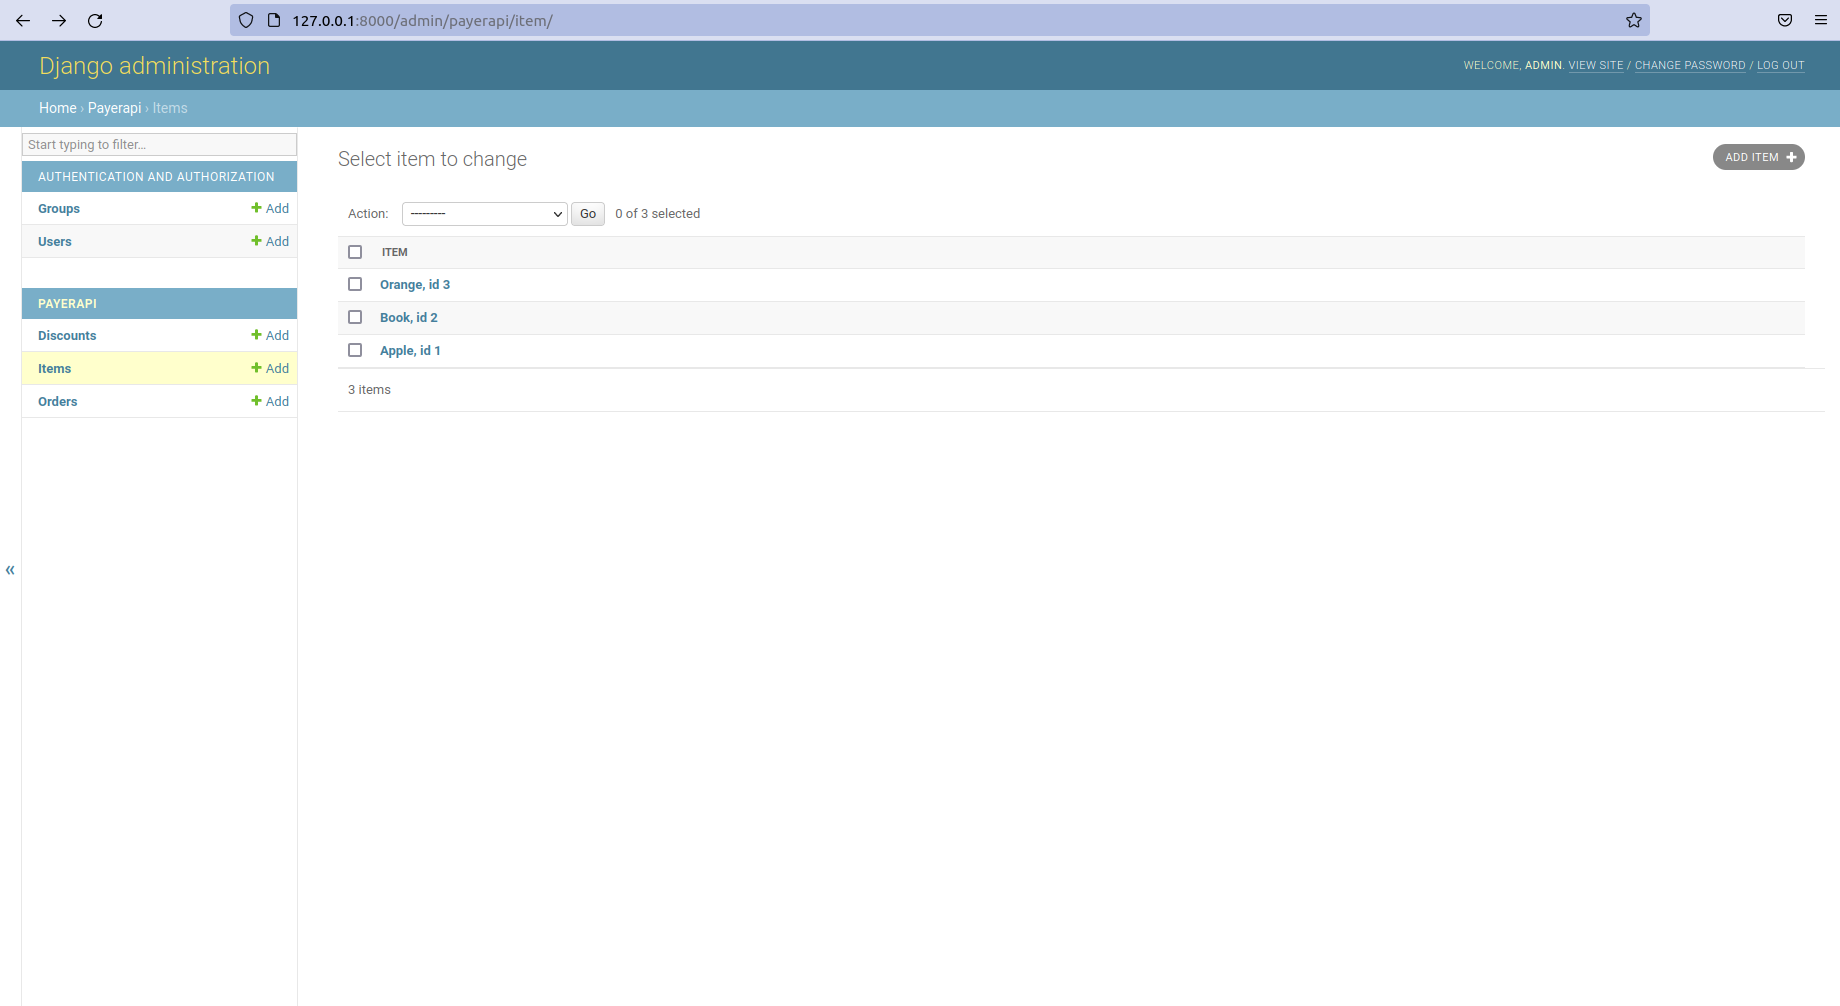 127.0.0.1:8000/admin/payerapi/item/
Django administration
WELCOME, ADMIN. VIEW SITE / CHANGE PASSWORD / LOG OUT
Home › Payerapi › Items
Start typing to filter...
AUTHENTICATION AND AUTHORIZATION
Groups Add
Users Add
PAYERAPI
Discounts Add
Items Add
Orders Add
«
Select item to change
ADD ITEM
Action: --------- Go 0 of 3 selected
ITEM
Orange, id 3
Book, id 2
Apple, id 1
3 items